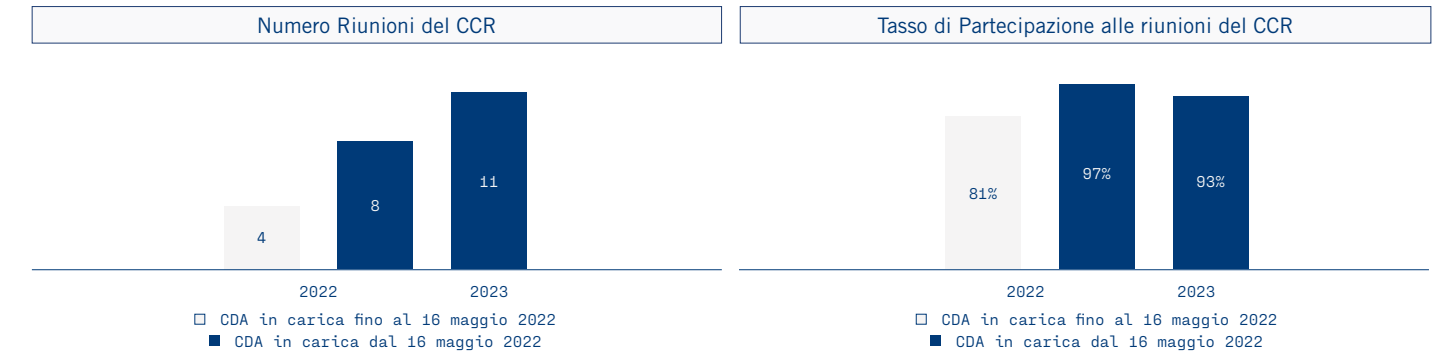 Numero Riunioni del CCR
4
8
11
2022
2023
CDA in carica fino al 16 maggio 2022
CDA in carica dal 16 maggio 2022
Tasso di Partecipazione alle riunioni del CCR
81%
97%
93%
2022
2023
CDA in carica fino al 16 maggio 2022
CDA in carica dal 16 maggio 2022